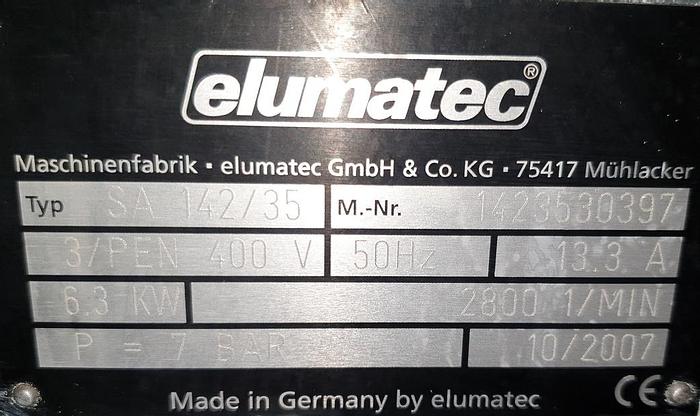 elumatec®
Maschinenfabrik • elumatec GmbH & Co. KG • 75417 Mühlacker
Typ SA 142/35 M.-Nr. 1423530397
3/PEN 400 V 50Hz 13.3 A
6.3 KW 2800 1/MIN
P = 7 BAR 10/2007
Made in Germany by elumatec CE